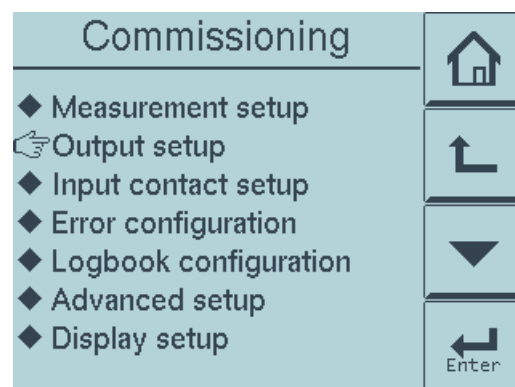 Commissioning
Measurement setup
Output setup
Input contact setup
Error configuration
Logbook configuration
Advanced setup
Display setup
Enter